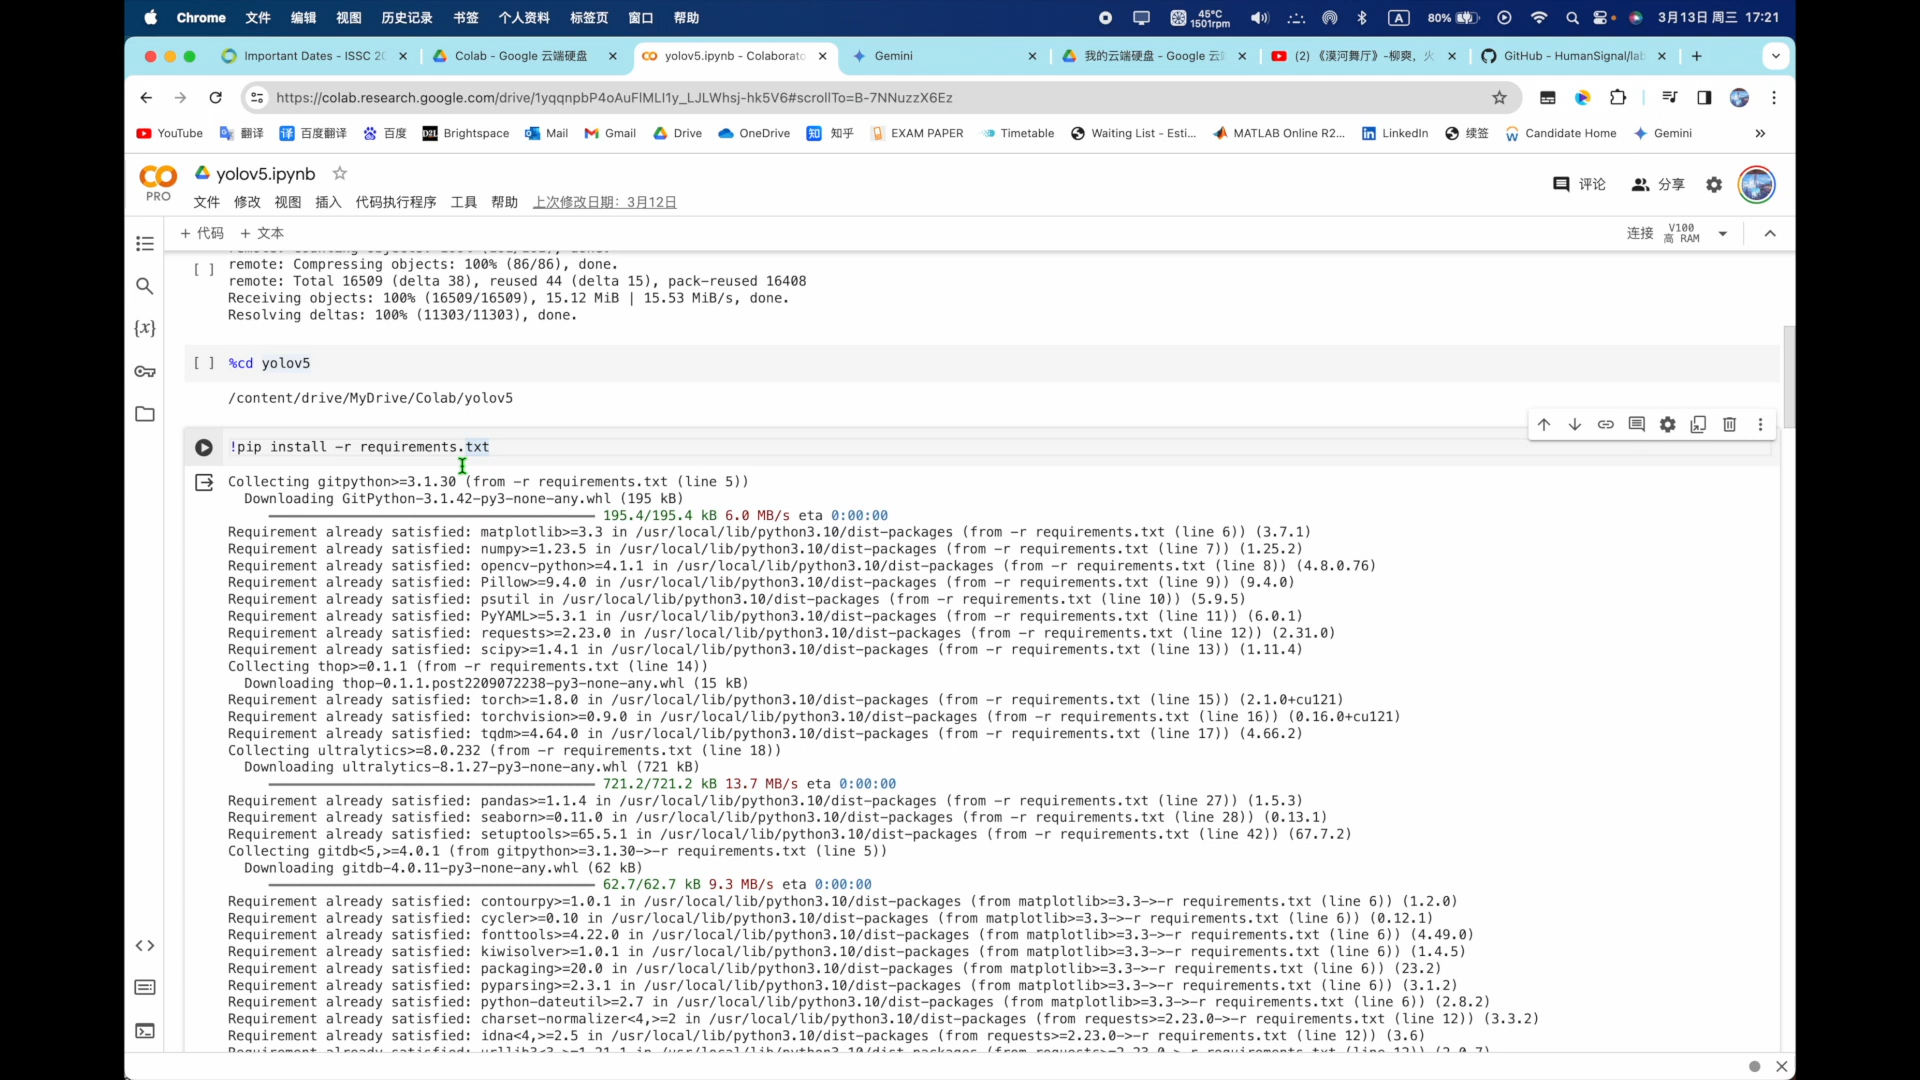 Chrome 文件 编辑 视图 历史记录 书签 个人资料 标签页 窗口 帮助 45°C 1501rpm A 80% 3月13日 周三 17:21
Important Dates - ISSC 20 Colab - Google 云端硬盘 yolov5.ipynb - Colaborato Gemini 我的云端硬盘 - Google 云 (2) 《漠河舞厅》-柳爽，火 GitHub - HumanSignal/lab
https://colab.research.google.com/drive/1yqqnpbP4oAuFIMLI1y_LJLWhsj-hk5V6#scrollTo=B-7NNuzzX6Ez
YouTube 翻译 译 百度翻译 百度 D2L Brightspace Mail Gmail Drive OneDrive 知 知乎 EXAM PAPER Timetable Waiting List - Esti... MATLAB Online R2... LinkedIn 续签 Candidate Home Gemini »
yolov5.ipynb
PRO
评论 分享
文件 修改 视图 插入 代码执行程序 工具 帮助 上次修改日期：3月12日
+ 代码 + 文本
连接 V100 高 RAM
[ ] remote: Compressing objects: 100% (86/86), done.
remote: Total 16509 (delta 38), reused 44 (delta 15), pack-reused 16408
Receiving objects: 100% (16509/16509), 15.12 MiB | 15.53 MiB/s, done.
Resolving deltas: 100% (11303/11303), done.
[ ] %cd yolov5
/content/drive/MyDrive/Colab/yolov5
!pip install -r requirements.txt
Collecting gitpython>=3.1.30 (from -r requirements.txt (line 5))
Downloading GitPython-3.1.42-py3-none-any.whl (195 kB)
195.4/195.4 kB 6.0 MB/s eta 0:00:00
Requirement already satisfied: matplotlib>=3.3 in /usr/local/lib/python3.10/dist-packages (from -r requirements.txt (line 6)) (3.7.1)
Requirement already satisfied: numpy>=1.23.5 in /usr/local/lib/python3.10/dist-packages (from -r requirements.txt (line 7)) (1.25.2)
Requirement already satisfied: opencv-python>=4.1.1 in /usr/local/lib/python3.10/dist-packages (from -r requirements.txt (line 8)) (4.8.0.76)
Requirement already satisfied: Pillow>=9.4.0 in /usr/local/lib/python3.10/dist-packages (from -r requirements.txt (line 9)) (9.4.0)
Requirement already satisfied: psutil in /usr/local/lib/python3.10/dist-packages (from -r requirements.txt (line 10)) (5.9.5)
Requirement already satisfied: PyYAML>=5.3.1 in /usr/local/lib/python3.10/dist-packages (from -r requirements.txt (line 11)) (6.0.1)
Requirement already satisfied: requests>=2.23.0 in /usr/local/lib/python3.10/dist-packages (from -r requirements.txt (line 12)) (2.31.0)
Requirement already satisfied: scipy>=1.4.1 in /usr/local/lib/python3.10/dist-packages (from -r requirements.txt (line 13)) (1.11.4)
Collecting thop>=0.1.1 (from -r requirements.txt (line 14))
Downloading thop-0.1.1.post2209072238-py3-none-any.whl (15 kB)
Requirement already satisfied: torch>=1.8.0 in /usr/local/lib/python3.10/dist-packages (from -r requirements.txt (line 15)) (2.1.0+cu121)
Requirement already satisfied: torchvision>=0.9.0 in /usr/local/lib/python3.10/dist-packages (from -r requirements.txt (line 16)) (0.16.0+cu121)
Requirement already satisfied: tqdm>=4.64.0 in /usr/local/lib/python3.10/dist-packages (from -r requirements.txt (line 17)) (4.66.2)
Collecting ultralytics>=8.0.232 (from -r requirements.txt (line 18))
Downloading ultralytics-8.1.27-py3-none-any.whl (721 kB)
721.2/721.2 kB 13.7 MB/s eta 0:00:00
Requirement already satisfied: pandas>=1.1.4 in /usr/local/lib/python3.10/dist-packages (from -r requirements.txt (line 27)) (1.5.3)
Requirement already satisfied: seaborn>=0.11.0 in /usr/local/lib/python3.10/dist-packages (from -r requirements.txt (line 28)) (0.13.1)
Requirement already satisfied: setuptools>=65.5.1 in /usr/local/lib/python3.10/dist-packages (from -r requirements.txt (line 42)) (67.7.2)
Collecting gitdb<5,>=4.0.1 (from gitpython>=3.1.30->-r requirements.txt (line 5))
Downloading gitdb-4.0.11-py3-none-any.whl (62 kB)
62.7/62.7 kB 9.3 MB/s eta 0:00:00
Requirement already satisfied: contourpy>=1.0.1 in /usr/local/lib/python3.10/dist-packages (from matplotlib>=3.3->-r requirements.txt (line 6)) (1.2.0)
Requirement already satisfied: cycler>=0.10 in /usr/local/lib/python3.10/dist-packages (from matplotlib>=3.3->-r requirements.txt (line 6)) (0.12.1)
Requirement already satisfied: fonttools>=4.22.0 in /usr/local/lib/python3.10/dist-packages (from matplotlib>=3.3->-r requirements.txt (line 6)) (4.49.0)
Requirement already satisfied: kiwisolver>=1.0.1 in /usr/local/lib/python3.10/dist-packages (from matplotlib>=3.3->-r requirements.txt (line 6)) (1.4.5)
Requirement already satisfied: packaging>=20.0 in /usr/local/lib/python3.10/dist-packages (from matplotlib>=3.3->-r requirements.txt (line 6)) (23.2)
Requirement already satisfied: pyparsing>=2.3.1 in /usr/local/lib/python3.10/dist-packages (from matplotlib>=3.3->-r requirements.txt (line 6)) (3.1.2)
Requirement already satisfied: python-dateutil>=2.7 in /usr/local/lib/python3.10/dist-packages (from matplotlib>=3.3->-r requirements.txt (line 6)) (2.8.2)
Requirement already satisfied: charset-normalizer<4,>=2 in /usr/local/lib/python3.10/dist-packages (from requests>=2.23.0->-r requirements.txt (line 12)) (3.3.2)
Requirement already satisfied: idna<4,>=2.5 in /usr/local/lib/python3.10/dist-packages (from requests>=2.23.0->-r requirements.txt (line 12)) (3.6)